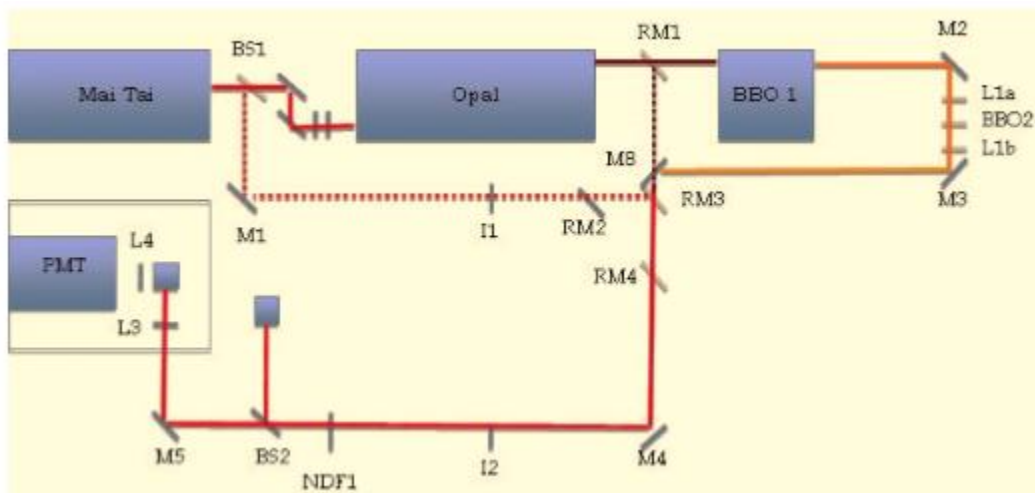 RM1
M2
BS1
Mai Tai
Opal
BBO 1
L1a
BBO2
L1b
M8
M3
M1
I1
RM2
RM3
L4
PMT
RM4
L3
M5
BS2
NDF1
I2
M4